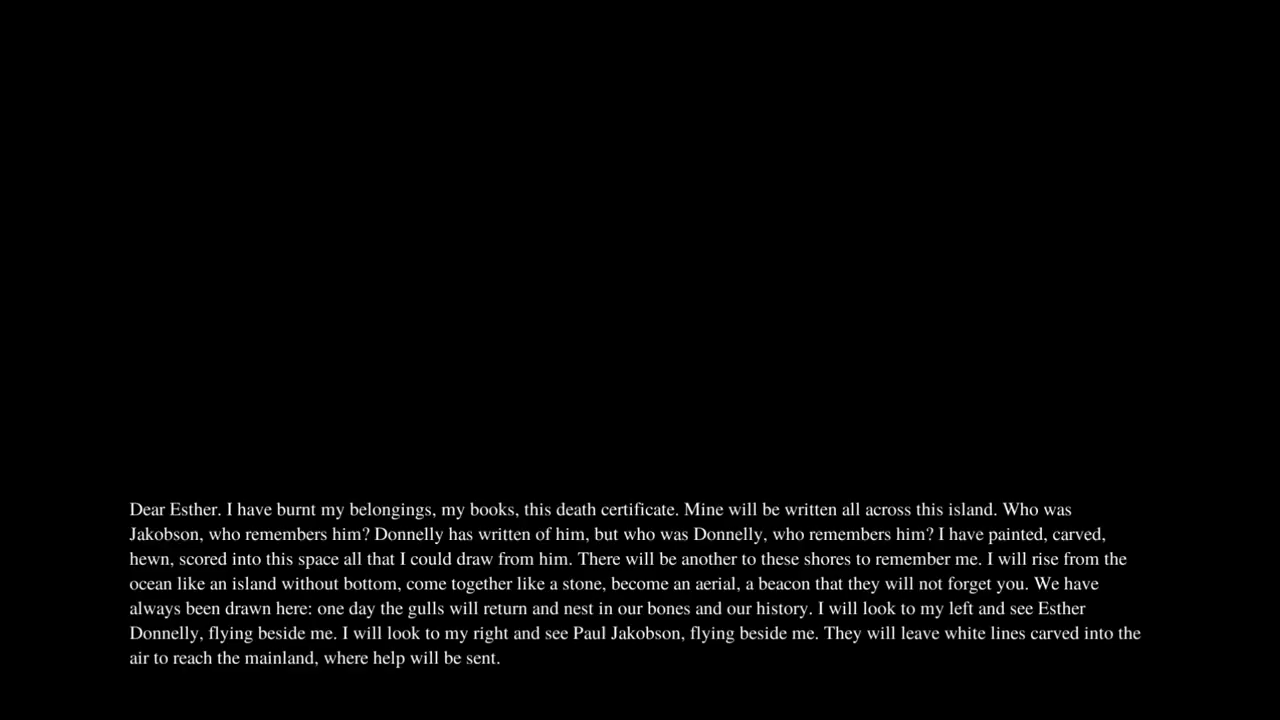 Dear Esther. I have burnt my belongings, my books, this death certificate. Mine will be written all across this island. Who was
Jakobson, who remembers him? Donnelly has written of him, but who was Donnelly, who remembers him? I have painted, carved,
hewn, scored into this space all that I could draw from him. There will be another to these shores to remember me. I will rise from the
ocean like an island without bottom, come together like a stone, become an aerial, a beacon that they will not forget you. We have
always been drawn here: one day the gulls will return and nest in our bones and our history. I will look to my left and see Esther
Donnelly, flying beside me. I will look to my right and see Paul Jakobson, flying beside me. They will leave white lines carved into the
air to reach the mainland, where help will be sent.